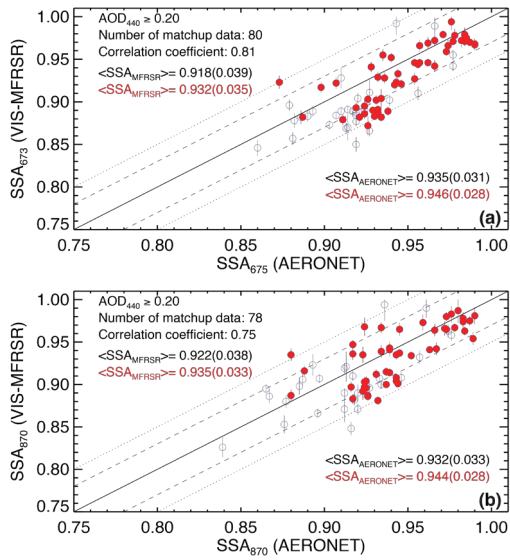 AOD440 ≥ 0.20
Number of matchup data: 80
Correlation coefficient: 0.81
<SSAMFRSR>= 0.918(0.039)
<SSAMFRSR>= 0.932(0.035)
<SSAAERONET>= 0.935(0.031)
<SSAAERONET>= 0.946(0.028)
(a)
1.00
0.95
0.90
0.85
0.80
0.75
SSA673 (VIS-MFRSR)
0.75 0.80 0.85 0.90 0.95 1.00
SSA675 (AERONET)
AOD440 ≥ 0.20
Number of matchup data: 78
Correlation coefficient: 0.75
<SSAMFRSR>= 0.922(0.038)
<SSAMFRSR>= 0.935(0.033)
<SSAAERONET>= 0.932(0.033)
<SSAAERONET>= 0.944(0.028)
(b)
1.00
0.95
0.90
0.85
0.80
0.75
SSA870 (VIS-MFRSR)
0.75 0.80 0.85 0.90 0.95 1.00
SSA870 (AERONET)